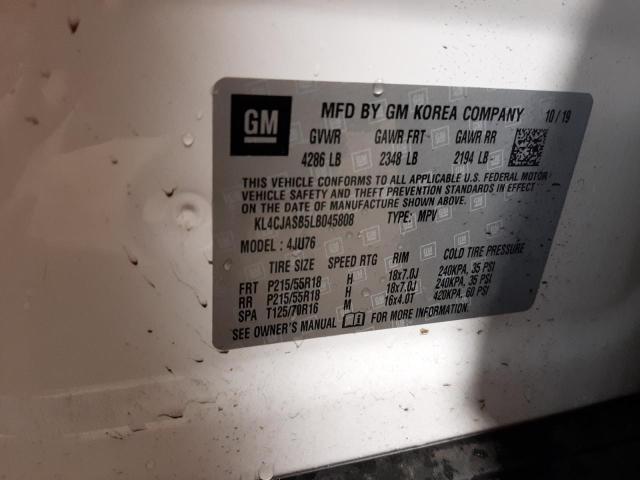 GM MFD BY GM KOREA COMPANY 10/19
GVWR GAWR FRT GAWR RR
4286 LB 2348 LB 2194 LB
THIS VEHICLE CONFORMS TO ALL APPLICABLE U.S. FEDERAL MOTOR
VEHICLE SAFETY AND THEFT PREVENTION STANDARDS IN EFFECT
ON THE DATE OF MANUFACTURE SHOWN ABOVE.
KL4CJASB5LB045808 TYPE: MPV
MODEL: 4JU76
TIRE SIZE SPEED RTG RIM COLD TIRE PRESSURE
FRT P215/55R18 H 18x7.0J 240KPA, 35 PSI
RR P215/55R18 H 18x7.0J 240KPA, 35 PSI
SPA T125/70R16 M 16x4.0T 420KPA, 60 PSI
SEE OWNER'S MANUAL FOR MORE INFORMATION.